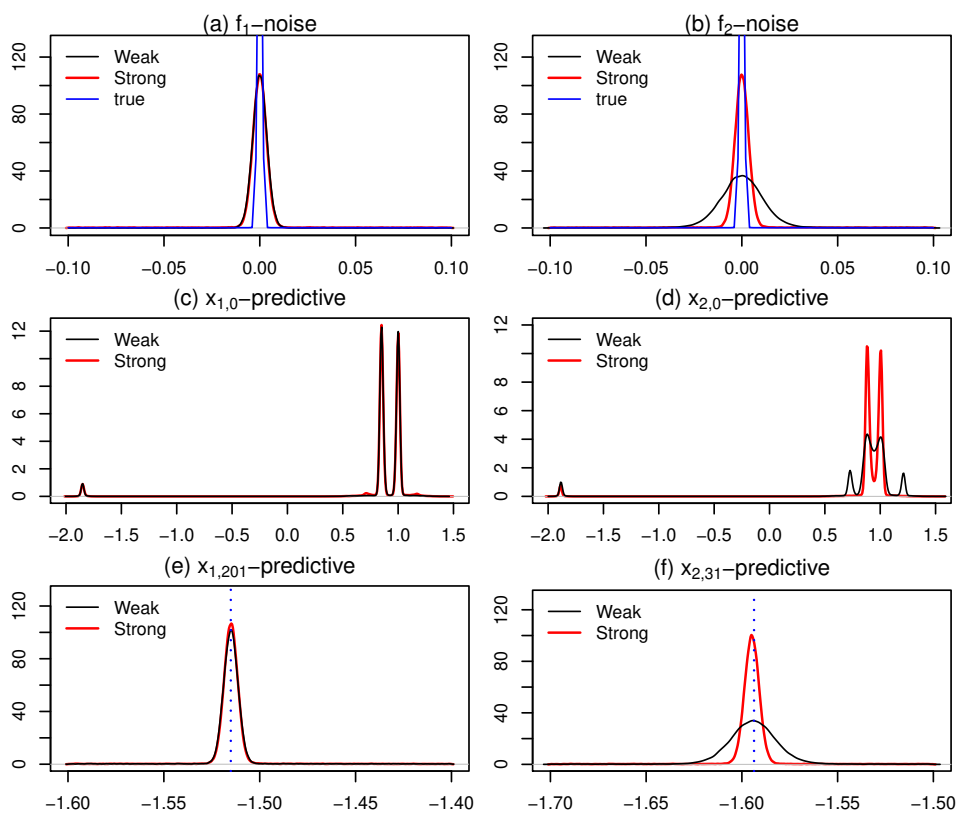 (a) f₁−noise
Weak
Strong
true
0 40 80 120
−0.10 −0.05 0.00 0.05 0.10
(b) f₂−noise
Weak
Strong
true
0 40 80 120
−0.10 −0.05 0.00 0.05 0.10
(c) x₁,₀−predictive
Weak
Strong
0 2 4 6 8 12
−2.0 −1.5 −1.0 −0.5 0.0 0.5 1.0 1.5
(d) x₂,₀−predictive
Weak
Strong
0 2 4 6 8 12
−2.0 −1.5 −1.0 −0.5 0.0 0.5 1.0 1.5
(e) x₁,₂₀₁−predictive
Weak
Strong
0 40 80 120
−1.60 −1.55 −1.50 −1.45 −1.40
(f) x₂,₃₁−predictive
Weak
Strong
0 40 80 120
−1.70 −1.65 −1.60 −1.55 −1.50